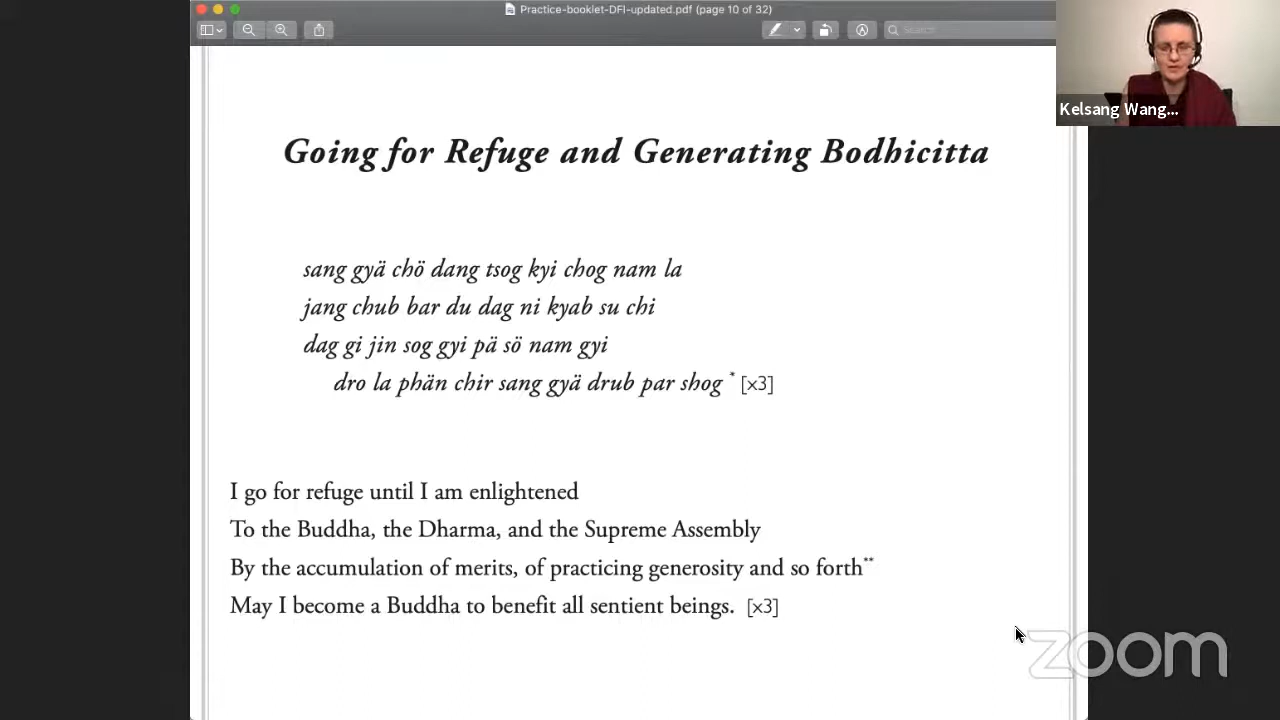 Practice-booklet-DFI-updated.pdf (page 10 of 32)
Search
Kelsang Wang...
Going for Refuge and Generating Bodhicitta
sang gyä chö dang tsog kyi chog nam la
jang chub bar du dag ni kyab su chi
dag gi jin sog gyi pä sö nam gyi
dro la phän chir sang gyä drub par shog * [x3]
I go for refuge until I am enlightened
To the Buddha, the Dharma, and the Supreme Assembly
By the accumulation of merits, of practicing generosity and so forth**
May I become a Buddha to benefit all sentient beings. [x3]
zoom